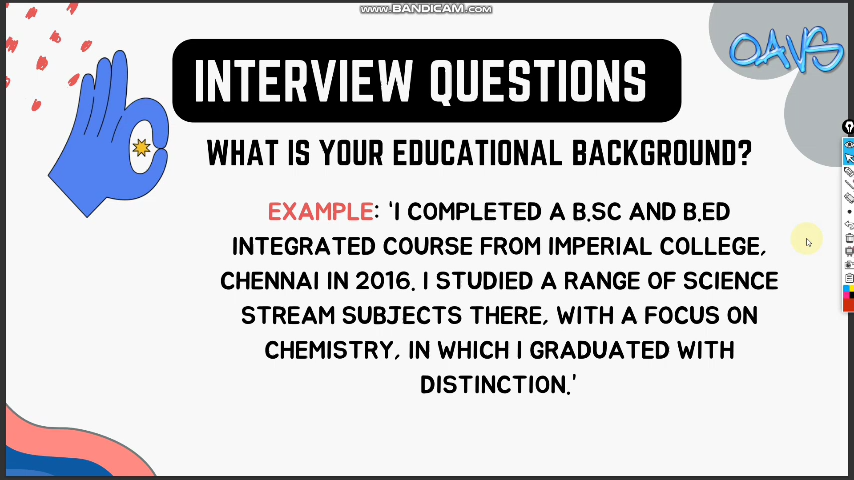 WWW.BANDICAM.COM
OAVS
INTERVIEW QUESTIONS
WHAT IS YOUR EDUCATIONAL BACKGROUND?
EXAMPLE: 'I COMPLETED A B.SC AND B.ED
INTEGRATED COURSE FROM IMPERIAL COLLEGE,
CHENNAI IN 2016. I STUDIED A RANGE OF SCIENCE
STREAM SUBJECTS THERE, WITH A FOCUS ON
CHEMISTRY, IN WHICH I GRADUATED WITH
DISTINCTION.'